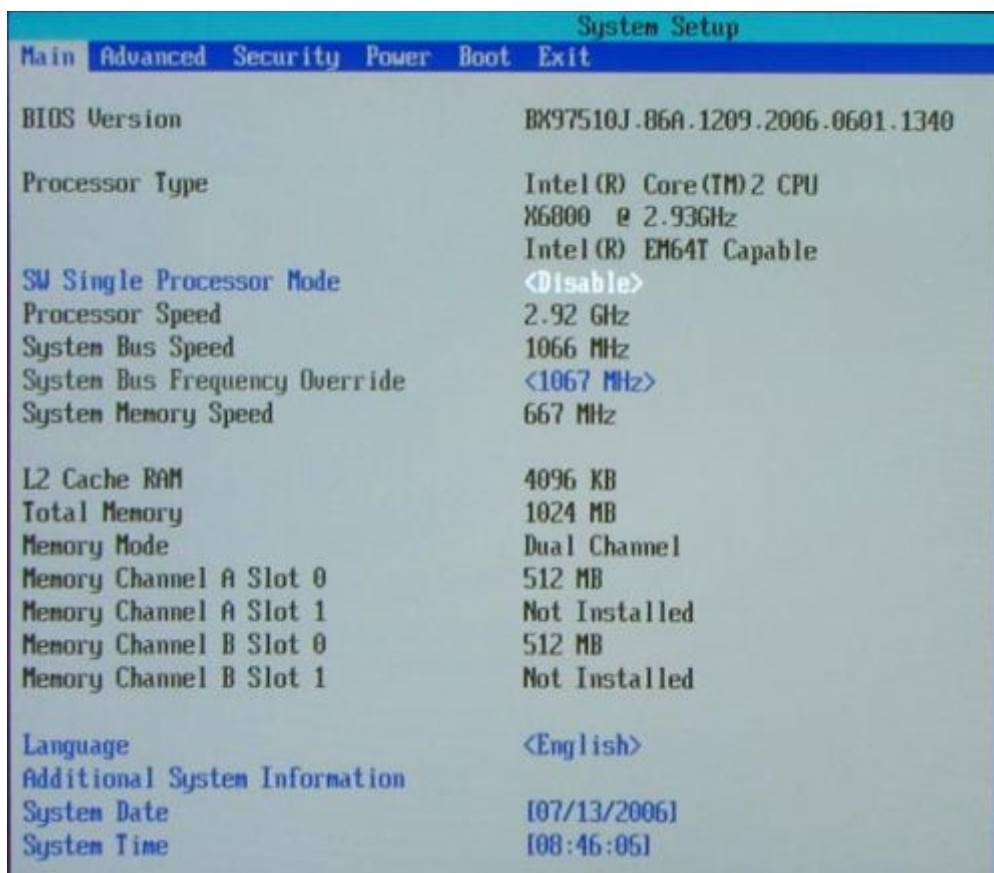 System Setup
Main Advanced Security Power Boot Exit
BIOS Version BX97510J.86A.1209.2006.0601.1340
Processor Type Intel(R) Core(TM)2 CPU
X6800 @ 2.93GHz
Intel(R) EM64T Capable
SW Single Processor Mode <Disable>
Processor Speed 2.92 GHz
System Bus Speed 1066 MHz
System Bus Frequency Override <1067 MHz>
System Memory Speed 667 MHz
L2 Cache RAM 4096 KB
Total Memory 1024 MB
Memory Mode Dual Channel
Memory Channel A Slot 0 512 MB
Memory Channel A Slot 1 Not Installed
Memory Channel B Slot 0 512 MB
Memory Channel B Slot 1 Not Installed
Language <English>
Additional System Information
System Date [07/13/2006]
System Time [08:46:05]